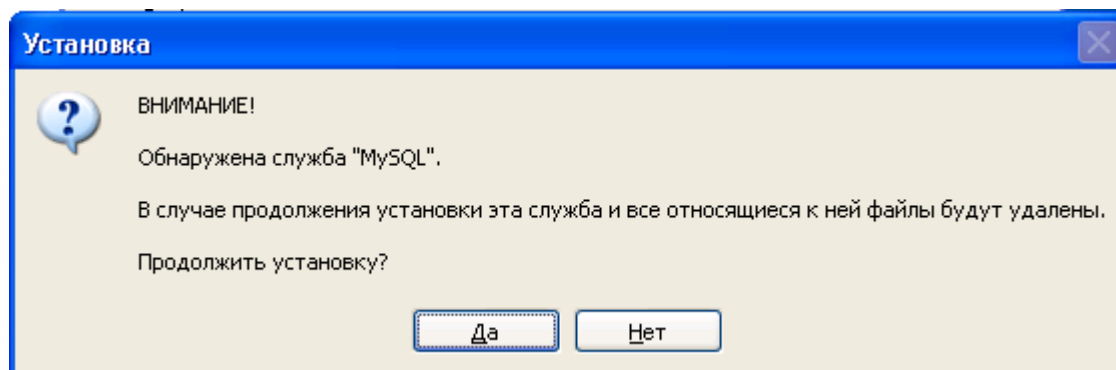 Установка
ВНИМАНИЕ!
Обнаружена служба "MySQL".
В случае продолжения установки эта служба и все относящиеся к ней файлы будут удалены.
Продолжить установку?
Да
Нет